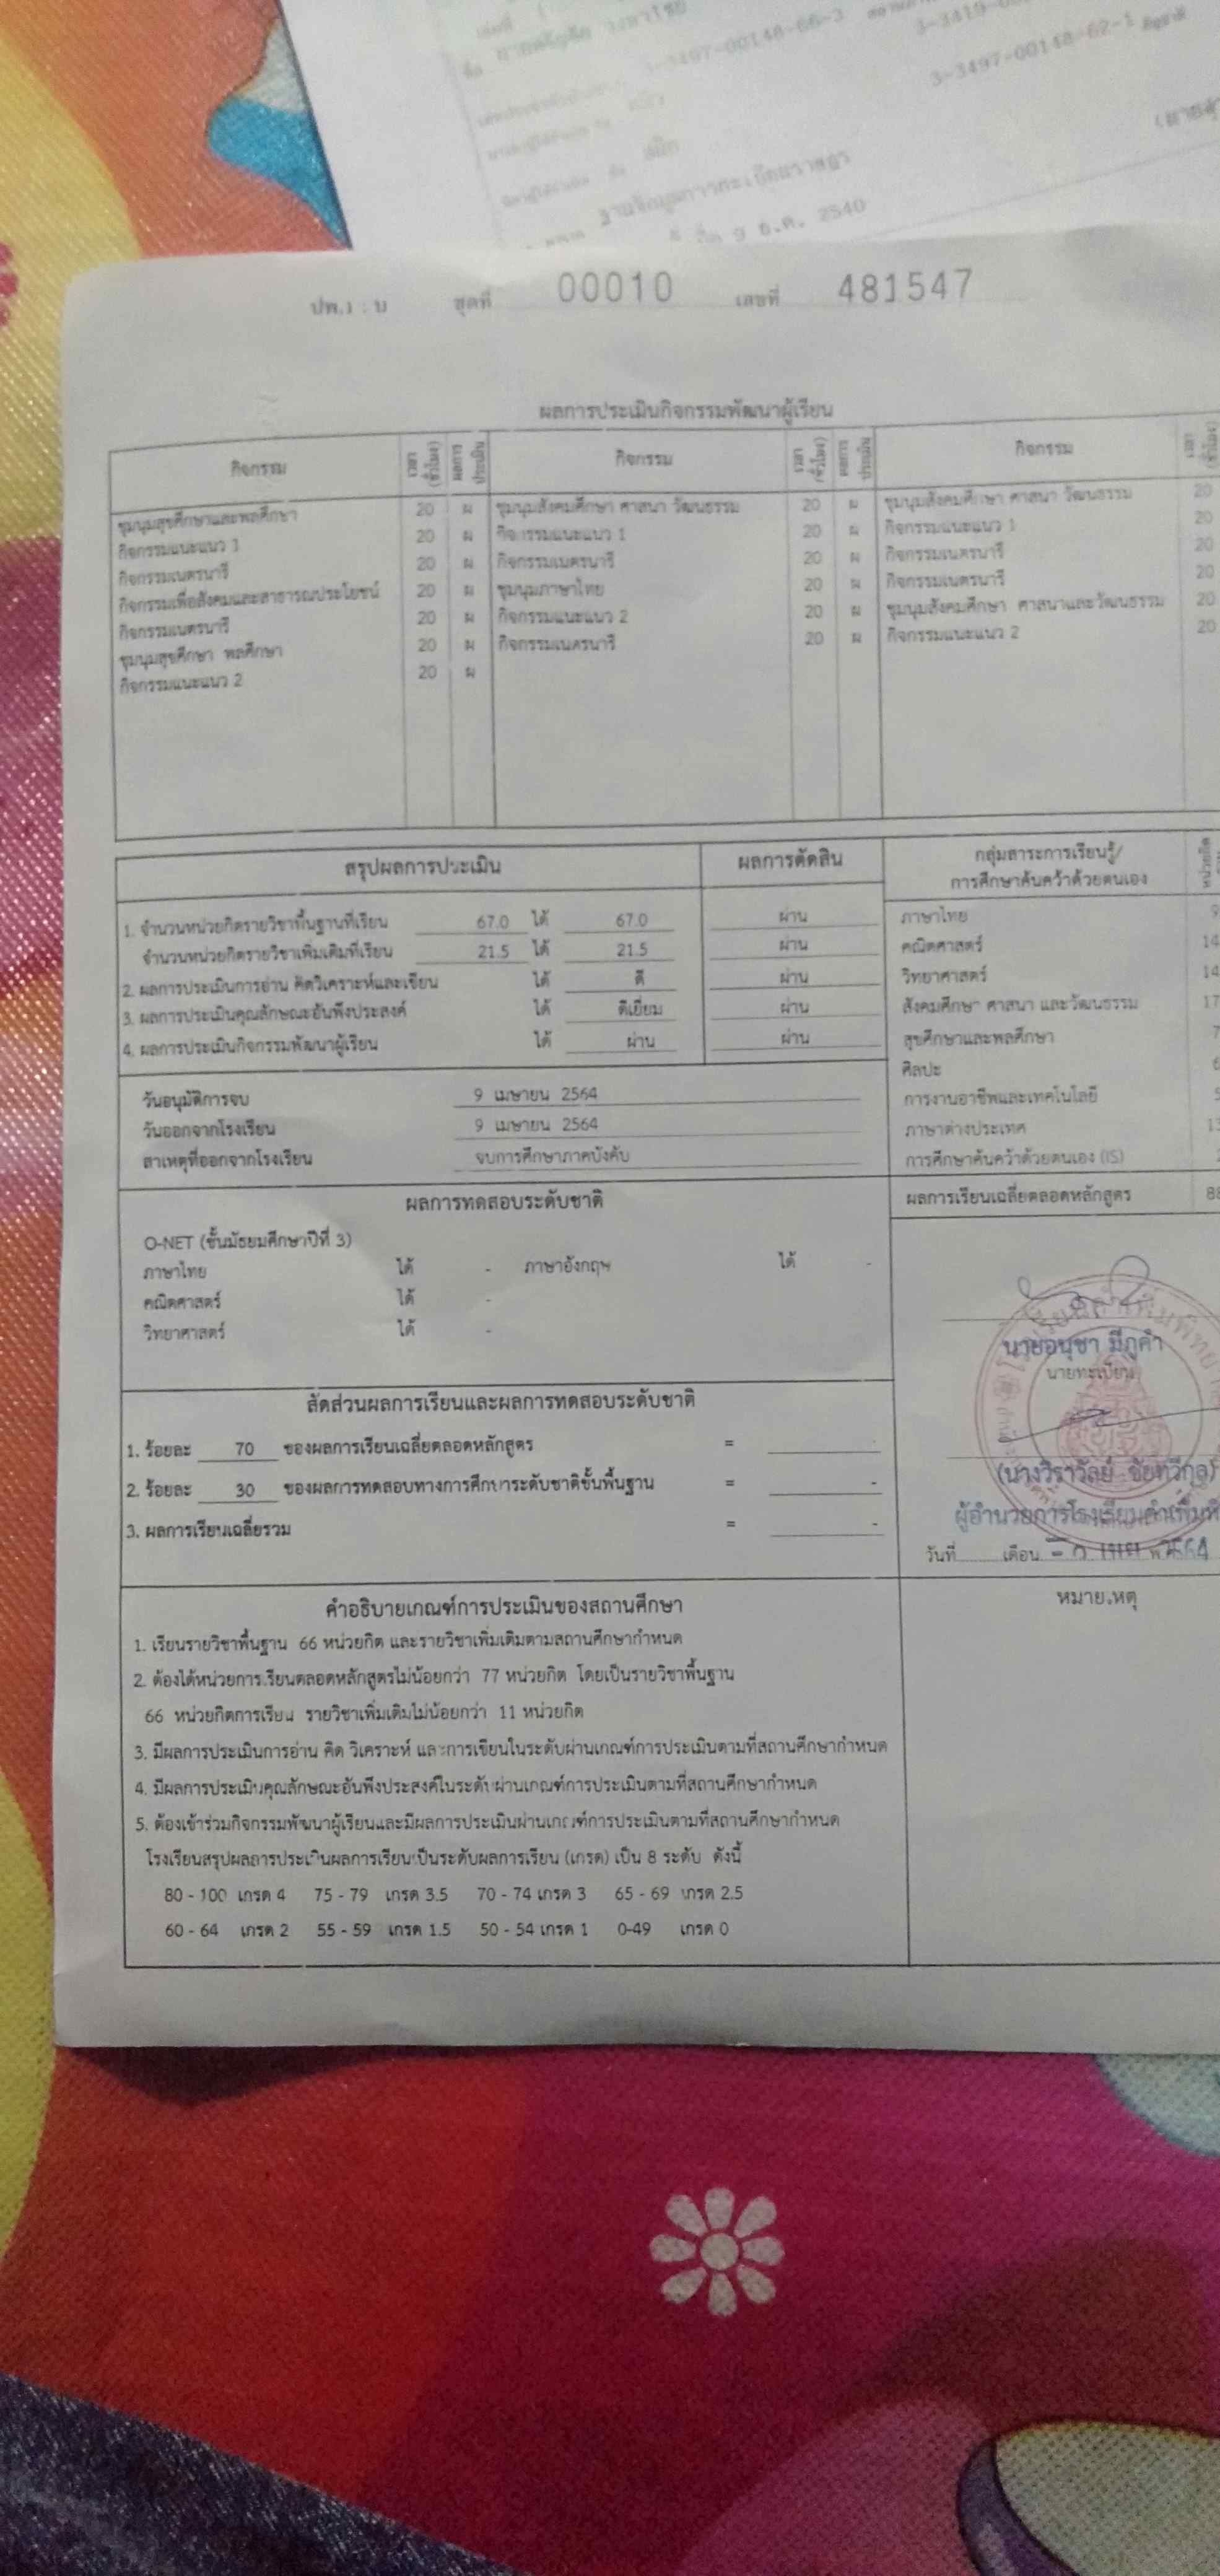 3-3497-00148-66-3
3-3497-00148-62-1
ฐานข้อมูลการทะเบียนราษฎร
9 ธ.ค. 2540
ปพ.1 : บ ชุดที่ 00010 เลขที่ 481547
ผลการประเมินกิจกรรมพัฒนาผู้เรียน
กิจกรรม เวลา (ชั่วโมง) ผลการประเมิน กิจกรรม เวลา (ชั่วโมง) ผลการประเมิน กิจกรรม เวลา (ชั่วโมง)
ชุมนุมสุขศึกษาและพลศึกษา 20 ผ ชุมนุมสังคมศึกษา ศาสนา วัฒนธรรม 20 ผ ชุมนุมสังคมศึกษา ศาสนา วัฒนธรรม 20
กิจกรรมแนะแนว 1 20 ผ กิจกรรมแนะแนว 1 20 ผ กิจกรรมแนะแนว 1 20
กิจกรรมเนตรนารี 20 ผ กิจกรรมเนตรนารี 20 ผ กิจกรรมเนตรนารี 20
กิจกรรมเพื่อสังคมและสาธารณประโยชน์ 20 ผ ชุมนุมภาษาไทย 20 ผ กิจกรรมเนตรนารี 20
กิจกรรมเนตรนารี 20 ผ กิจกรรมแนะแนว 2 20 ผ ชุมนุมสังคมศึกษา ศาสนาและวัฒนธรรม 20
ชุมนุมสุขศึกษา พลศึกษา 20 ผ กิจกรรมเนตรนารี 20 ผ กิจกรรมแนะแนว 2 20
กิจกรรมแนะแนว 2 20 ผ
สรุปผลการประเมิน ผลการตัดสิน กลุ่มสาระการเรียนรู้/
การศึกษาค้นคว้าด้วยตนเอง หน่วยกิต
1. จำนวนหน่วยกิตรายวิชาพื้นฐานที่เรียน 67.0 ได้ 67.0 ผ่าน ภาษาไทย 9
จำนวนหน่วยกิตรายวิชาเพิ่มเติมที่เรียน 21.5 ได้ 21.5 ผ่าน คณิตศาสตร์ 14
2. ผลการประเมินการอ่าน คิดวิเคราะห์และเขียน ได้ ดี ผ่าน วิทยาศาสตร์ 14
3. ผลการประเมินคุณลักษณะอันพึงประสงค์ ได้ ดีเยี่ยม ผ่าน สังคมศึกษา ศาสนา และวัฒนธรรม 17
4. ผลการประเมินกิจกรรมพัฒนาผู้เรียน ได้ ผ่าน ผ่าน สุขศึกษาและพลศึกษา 7
ศิลปะ 6
วันอนุมัติการจบ 9 เมษายน 2564 การงานอาชีพและเทคโนโลยี 5
วันออกจากโรงเรียน 9 เมษายน 2564 ภาษาต่างประเทศ 13
สาเหตุที่ออกจากโรงเรียน จบการศึกษาภาคบังคับ การศึกษาค้นคว้าด้วยตนเอง (IS)
ผลการทดสอบระดับชาติ ผลการเรียนเฉลี่ยตลอดหลักสูตร 88
O-NET (ชั้นมัธยมศึกษาปีที่ 3)
ภาษาไทย ได้ - ภาษาอังกฤษ ได้ -
คณิตศาสตร์ ได้ -
วิทยาศาสตร์ ได้ -
นายอนุชา มีภูคำ
นายทะเบียน
สัดส่วนผลการเรียนและผลการทดสอบระดับชาติ
1. ร้อยละ 70 ของผลการเรียนเฉลี่ยตลอดหลักสูตร = -
2. ร้อยละ 30 ของผลการทดสอบทางการศึกษาระดับชาติขั้นพื้นฐาน = -
3. ผลการเรียนเฉลี่ยรวม = -
ผู้อำนวยการโรงเรียน
วันที่ เดือน 2564
คำอธิบายเกณฑ์การประเมินของสถานศึกษา หมายเหตุ
1. เรียนรายวิชาพื้นฐาน 66 หน่วยกิต และรายวิชาเพิ่มเติมตามสถานศึกษากำหนด
2. ต้องได้หน่วยการเรียนตลอดหลักสูตรไม่น้อยกว่า 77 หน่วยกิต โดยเป็นรายวิชาพื้นฐาน
66 หน่วยกิตการเรียน รายวิชาเพิ่มเติมไม่น้อยกว่า 11 หน่วยกิต
3. มีผลการประเมินการอ่าน คิด วิเคราะห์ และการเขียนในระดับผ่านเกณฑ์การประเมินตามที่สถานศึกษากำหนด
4. มีผลการประเมินคุณลักษณะอันพึงประสงค์ในระดับผ่านเกณฑ์การประเมินตามที่สถานศึกษากำหนด
5. ต้องเข้าร่วมกิจกรรมพัฒนาผู้เรียนและมีผลการประเมินผ่านเกณฑ์การประเมินตามที่สถานศึกษากำหนด
โรงเรียนสรุปผลการประเมินผลการเรียนเป็นระดับผลการเรียน (เกรด) เป็น 8 ระดับ ดังนี้
80 - 100 เกรด 4 75 - 79 เกรด 3.5 70 - 74 เกรด 3 65 - 69 เกรด 2.5
60 - 64 เกรด 2 55 - 59 เกรด 1.5 50 - 54 เกรด 1 0-49 เกรด 0